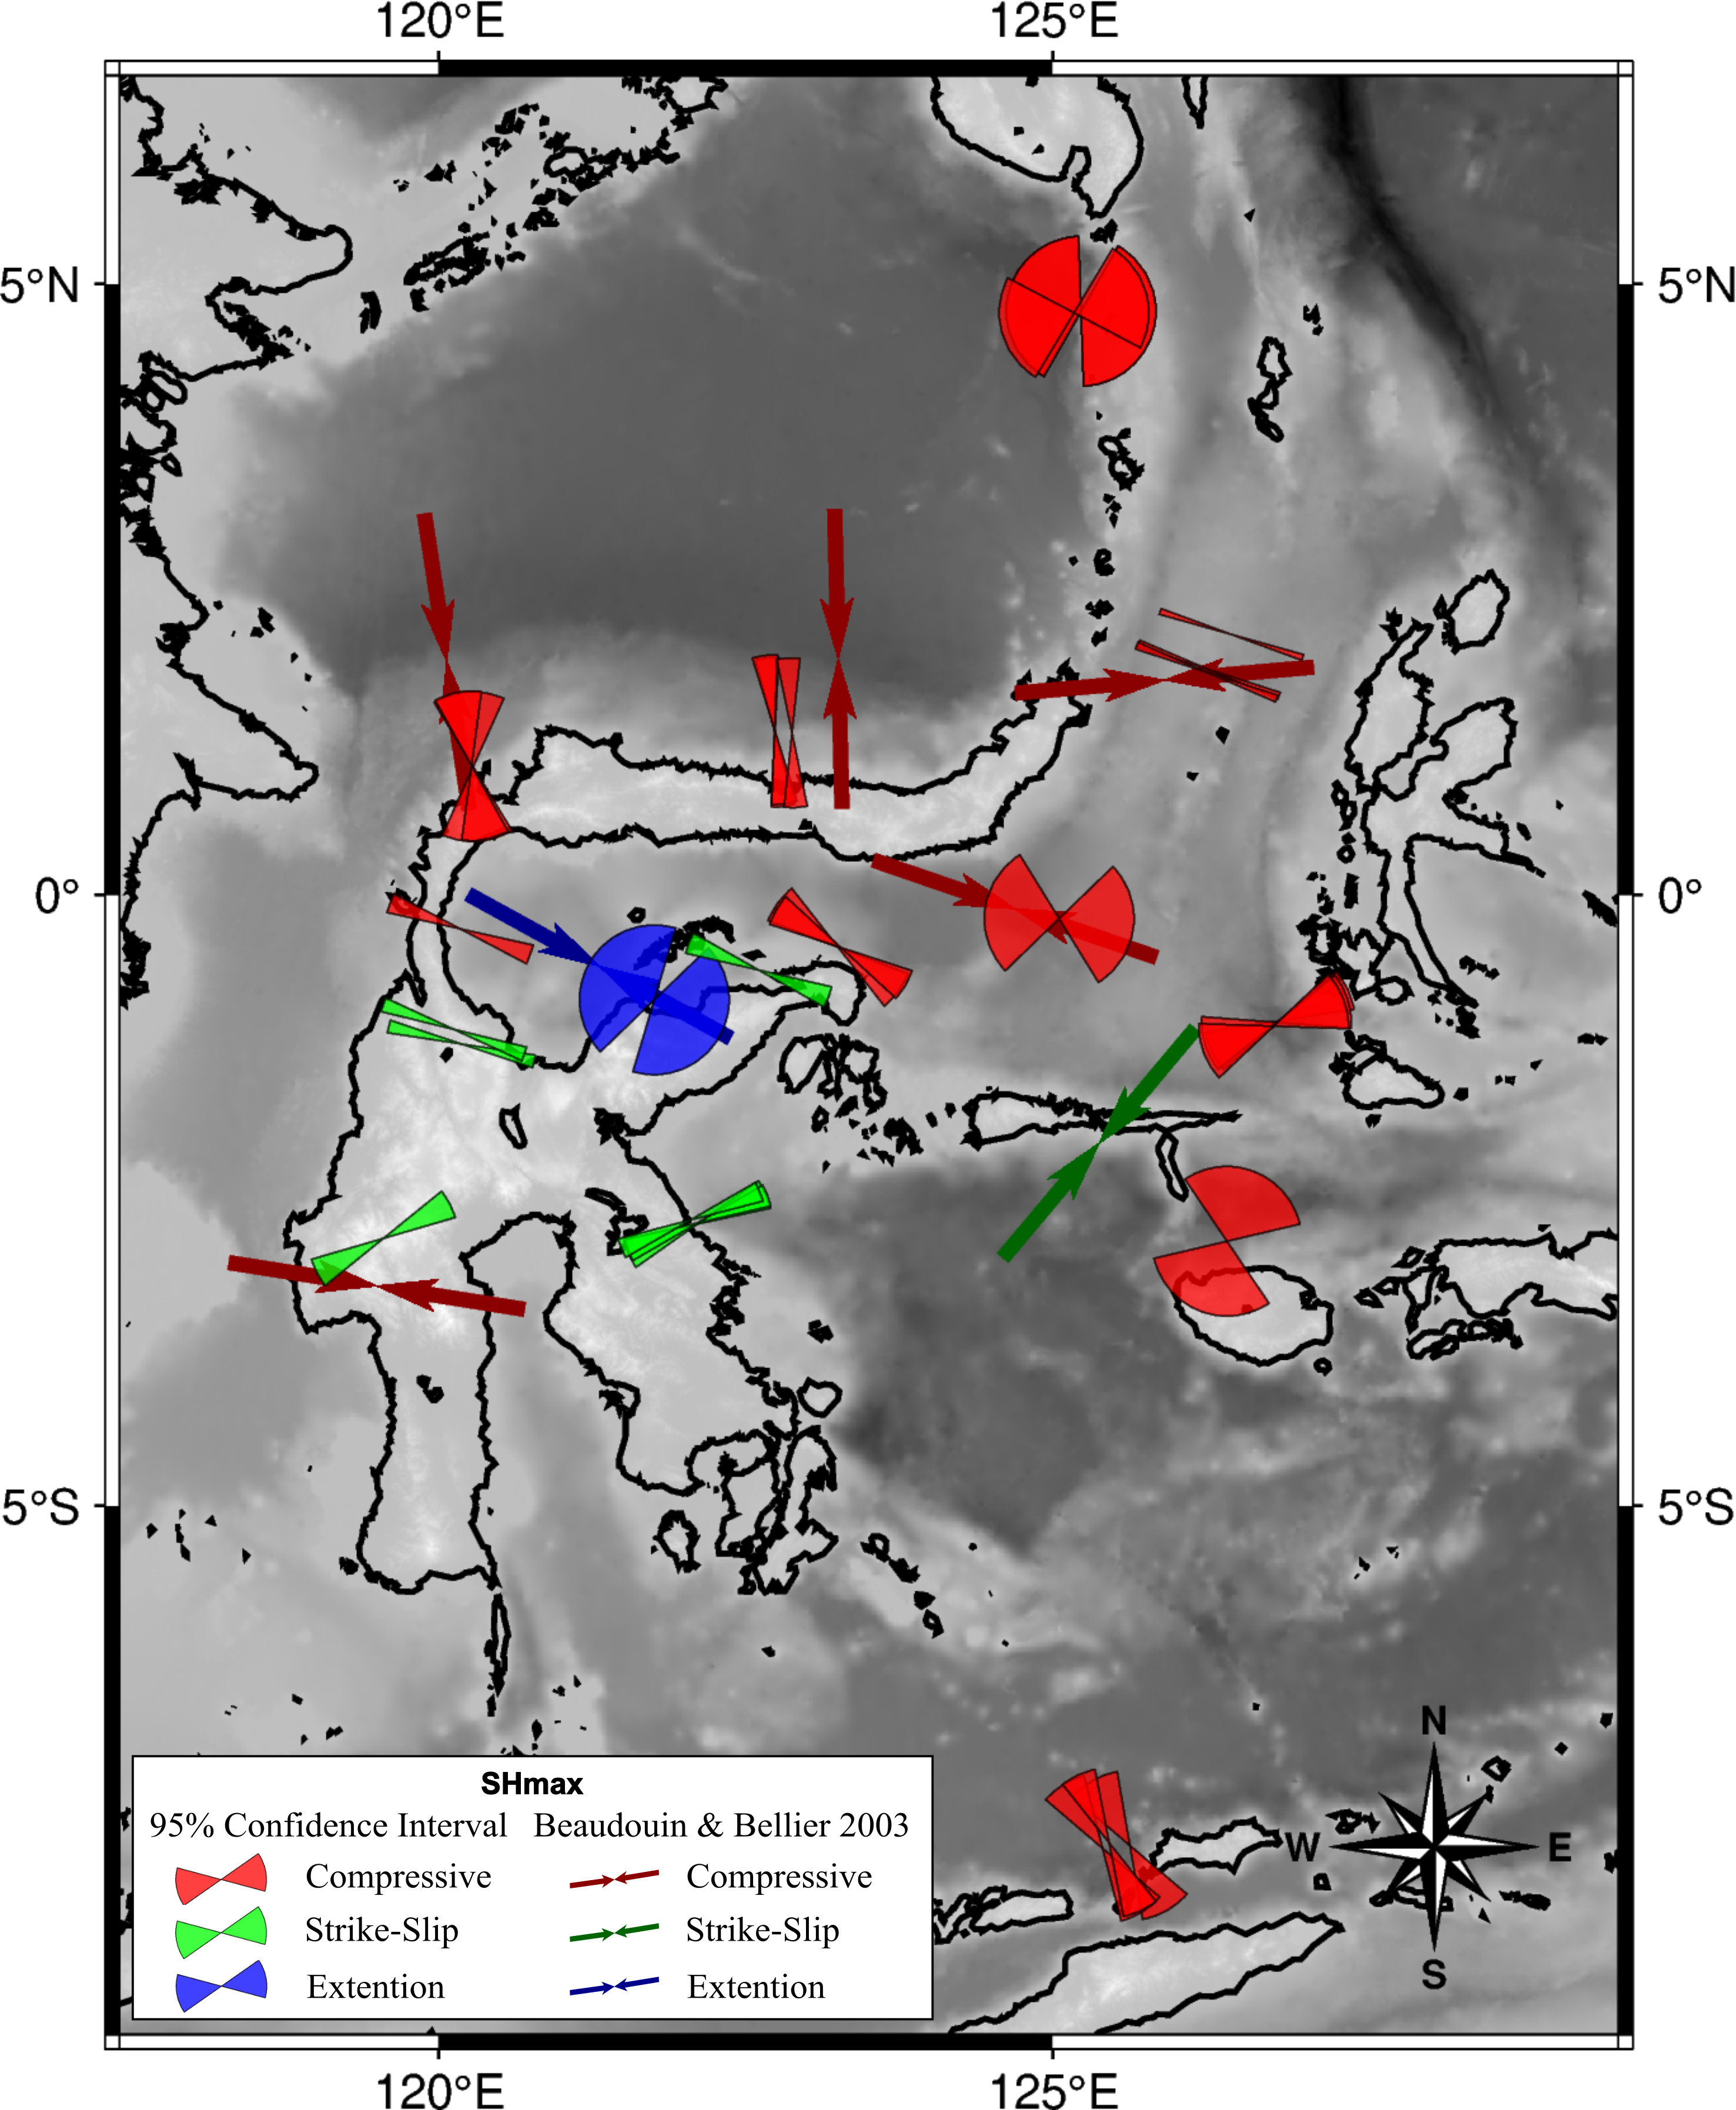 120°E 125°E
5°N 5°N
0° 0°
5°S 5°S
N
W E
S
SHmax
95% Confidence Interval Beaudouin & Bellier 2003
Compressive Compressive
Strike-Slip Strike-Slip
Extention Extention
120°E 125°E